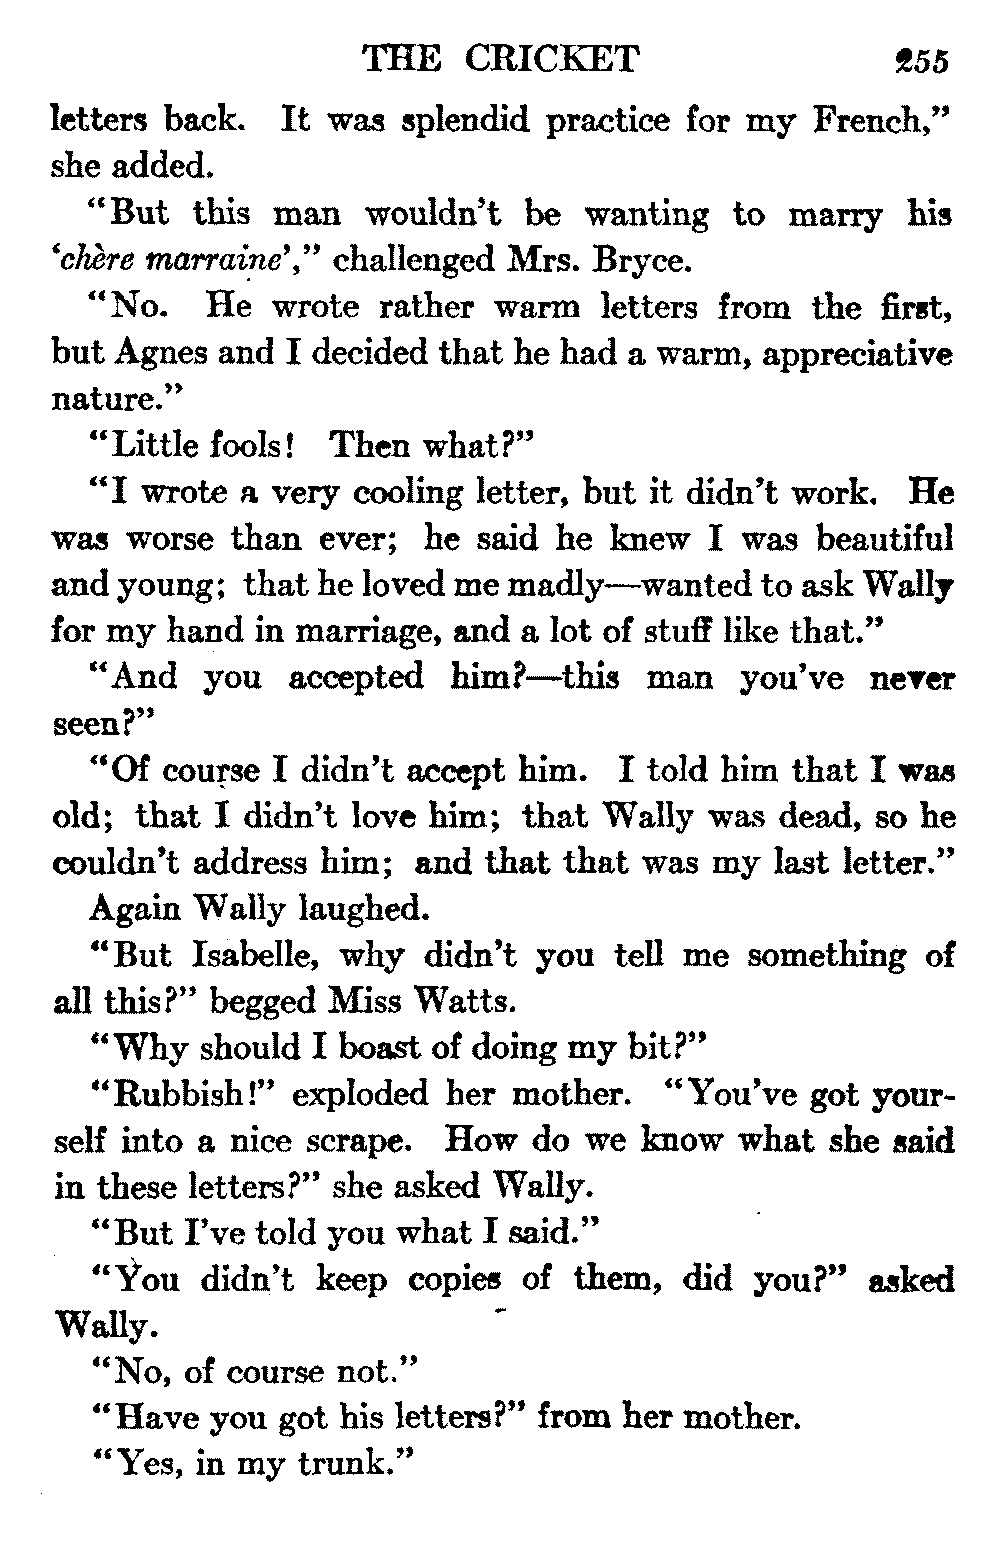 THE CRICKET 255
letters back. It was splendid practice for my French,”
she added.
“But this man wouldn’t be wanting to marry his
‘chère marraine’,” challenged Mrs. Bryce.
“No. He wrote rather warm letters from the first,
but Agnes and I decided that he had a warm, appreciative
nature.”
“Little fools! Then what?”
“I wrote a very cooling letter, but it didn’t work. He
was worse than ever; he said he knew I was beautiful
and young; that he loved me madly—wanted to ask Wally
for my hand in marriage, and a lot of stuff like that.”
“And you accepted him?—this man you’ve never
seen?”
“Of course I didn’t accept him. I told him that I was
old; that I didn’t love him; that Wally was dead, so he
couldn’t address him; and that that was my last letter.”
Again Wally laughed.
“But Isabelle, why didn’t you tell me something of
all this?” begged Miss Watts.
“Why should I boast of doing my bit?”
“Rubbish!” exploded her mother. “You’ve got your-
self into a nice scrape. How do we know what she said
in these letters?” she asked Wally.
“But I’ve told you what I said.”
“You didn’t keep copies of them, did you?” asked
Wally.
“No, of course not.”
“Have you got his letters?” from her mother.
“Yes, in my trunk.”